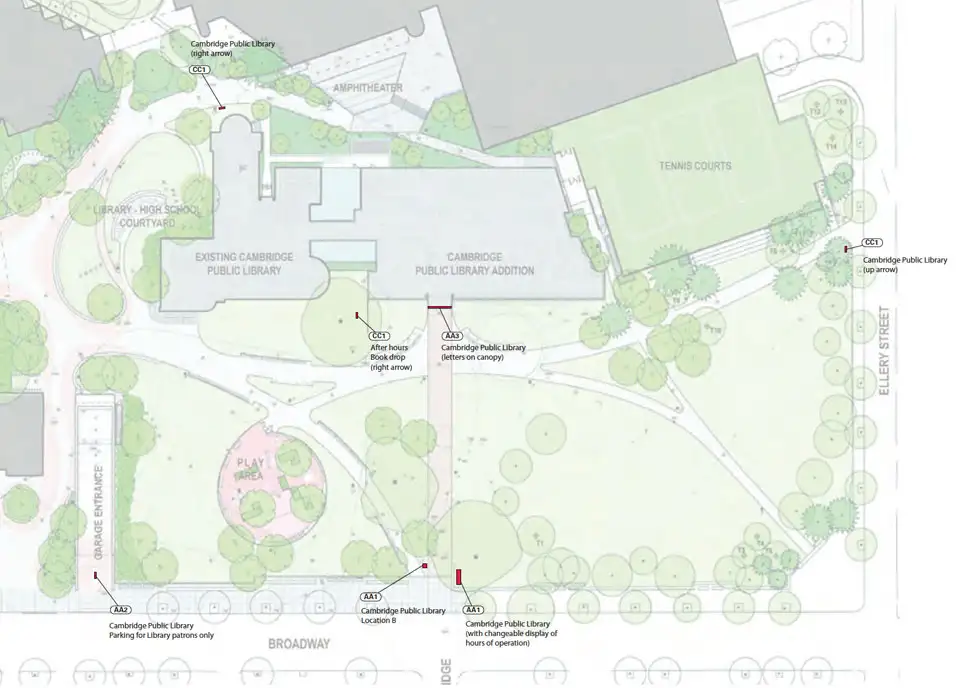 Cambridge Public Library
(right arrow)
CC1
AMPHITHEATER
TENNIS COURTS
T12
T13
T14
LIBRARY - HIGH SCHOOL
COURTYARD
EXISTING CAMBRIDGE
PUBLIC LIBRARY
CAMBRIDGE
PUBLIC LIBRARY ADDITION
CC1
Cambridge Public Library
(up arrow)
CC1
After hours
Book drop
(right arrow)
AA3
Cambridge Public Library
(letters on canopy)
ELLERY STREET
PLAY
AREA
GARAGE ENTRANCE
AA2
Cambridge Public Library
Parking for Library patrons only
AA1
Cambridge Public Library
Location B
AA1
Cambridge Public Library
(with changeable display of
hours of operation)
BROADWAY
IDGE